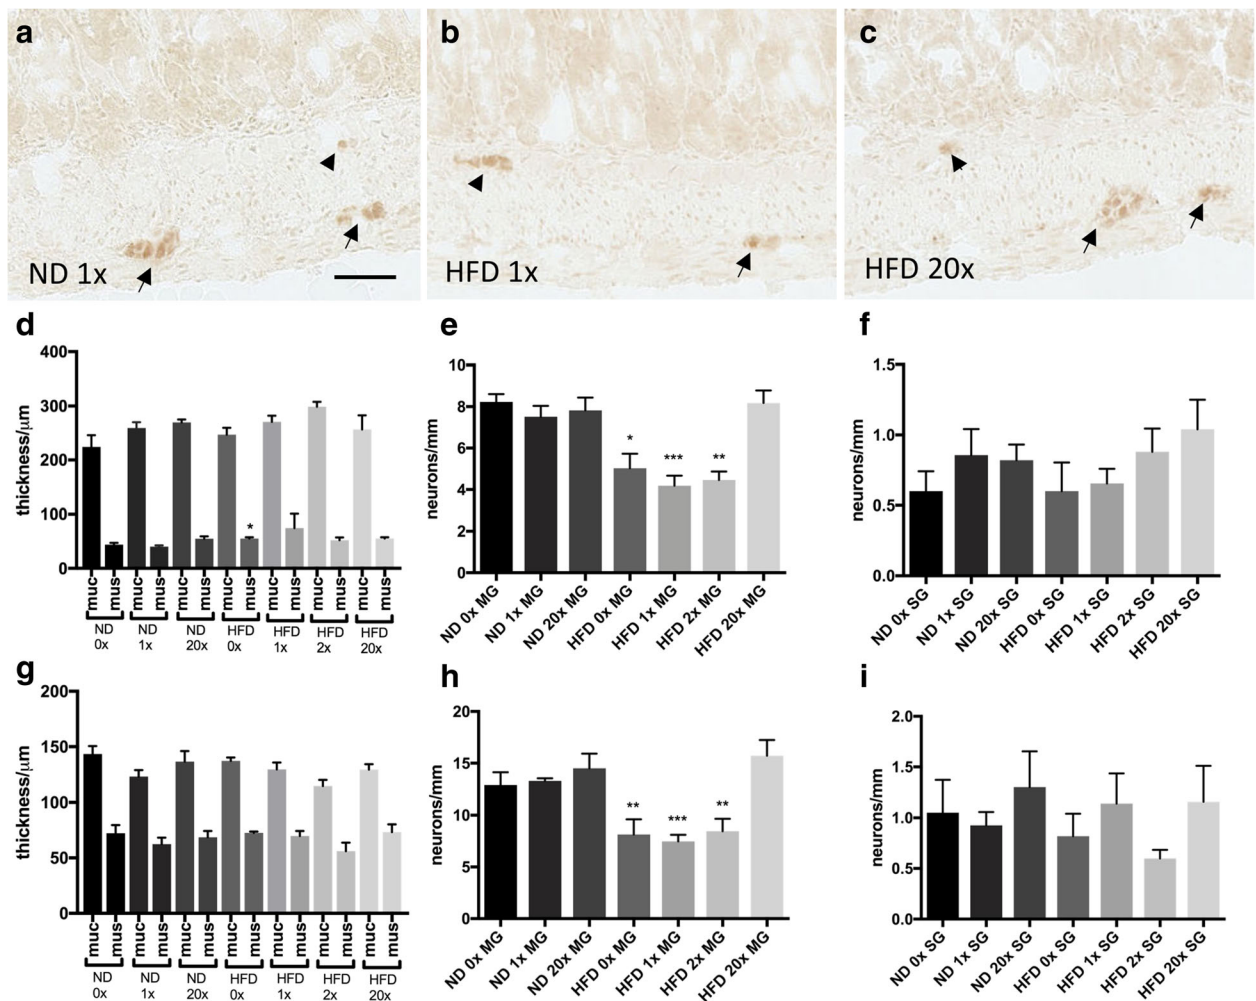 a
b
c
ND 1x
HFD 1x
HFD 20x
d
e
f
400
300
200
100
0
thickness/µm
*
muc mus muc mus muc mus muc mus muc mus muc mus muc mus
ND ND ND HFD HFD HFD HFD
0x 1x 20x 0x 1x 2x 20x
10
8
6
4
2
0
neurons/mm
* *** **
ND 0x MG
ND 1x MG
ND 20x MG
HFD 0x MG
HFD 1x MG
HFD 2x MG
HFD 20x MG
1.5
1.0
0.5
0.0
neurons/mm
ND 0x SG
ND 1x SG
ND 20x SG
HFD 0x SG
HFD 1x SG
HFD 2x SG
HFD 20x SG
g
h
i
200
150
100
50
0
thickness/µm
muc mus muc mus muc mus muc mus muc mus muc mus muc mus
ND ND ND HFD HFD HFD HFD
0x 1x 20x 0x 1x 2x 20x
20
15
10
5
0
neurons/mm
** *** **
ND 0x MG
ND 1x MG
ND 20x MG
HFD 0x MG
HFD 1x MG
HFD 2x MG
HFD 20x MG
2.0
1.5
1.0
0.5
0.0
neurons/mm
ND 0x SG
ND 1x SG
ND 20x SG
HFD 0x SG
HFD 1x SG
HFD 2x SG
HFD 20x SG